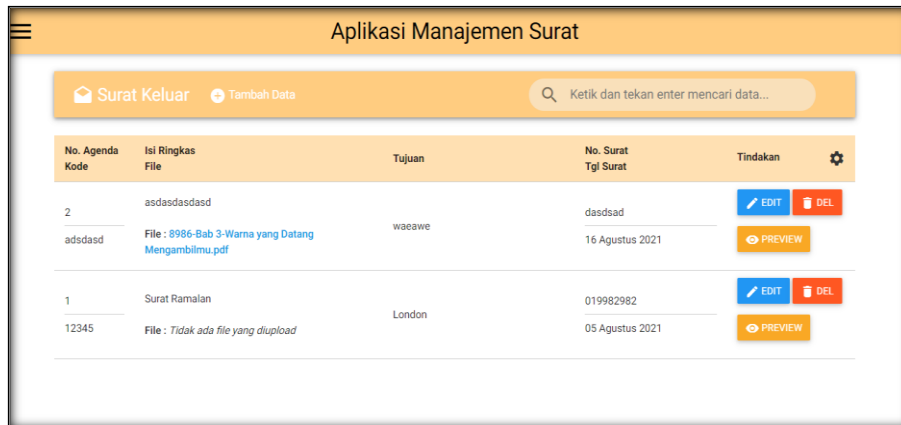 Aplikasi Manajemen Surat
Surat Keluar Tambah Data Ketik dan tekan enter mencari data...
No. Agenda Isi Ringkas Tujuan No. Surat Tindakan
Kode File Tgl Surat
asdasdasdasd EDIT DEL
2 dasdsad
waeawe
adsdasd File : 8986-Bab 3-Warna yang Datang 16 Agustus 2021 PREVIEW
Mengambilmu.pdf
EDIT DEL
1 Surat Ramalan 019982982
London
12345 File : Tidak ada file yang diupload 05 Agustus 2021 PREVIEW